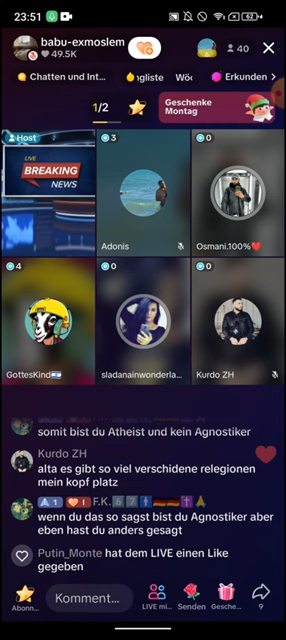 23:51
62
babu-exmoslem
49.5K
40
Chatten und Int...
ngliste
Wö
Erkunden
1/2
Geschenke
Montag
Host
LIVE
BREAKING
NEWS
3
Adonis
0
Osmani.100%❤️
4
GottesKind🇮🇱
0
sladanainwonderla...
0
Kurdo ZH
somit bist du Atheist und kein Agnostiker
Kurdo ZH
alta es gibt so viel verschidene relegionen
mein kopf platz
1 I F.K.
wenn du das so sagst bist du Agnostiker aber
eben hast du anders gesagt
Putin_Monte hat dem LIVE einen Like
gegeben
Abonn...
Komment...
LIVE mi...
Senden
Gesche...
9